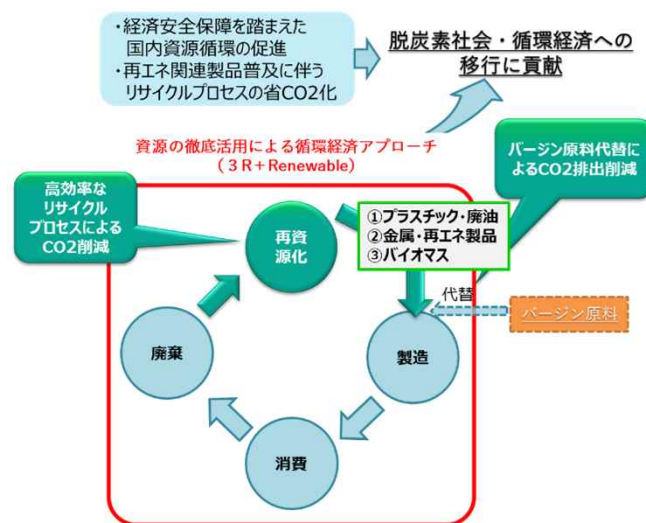 ・経済安全保障を踏まえた
国内資源循環の促進
・再エネ関連製品普及に伴う
リサイクルプロセスの省CO2化
脱炭素社会・循環経済への
移行に貢献
資源の徹底活用による循環経済アプローチ
（３R＋Renewable）
バージン原料代替に
よるCO2排出削減
高効率な
リサイクル
プロセスによる
CO2削減
再資
源化
①プラスチック・廃油
②金属・再エネ製品
③バイオマス
代替
バージン原料
廃棄
製造
消費